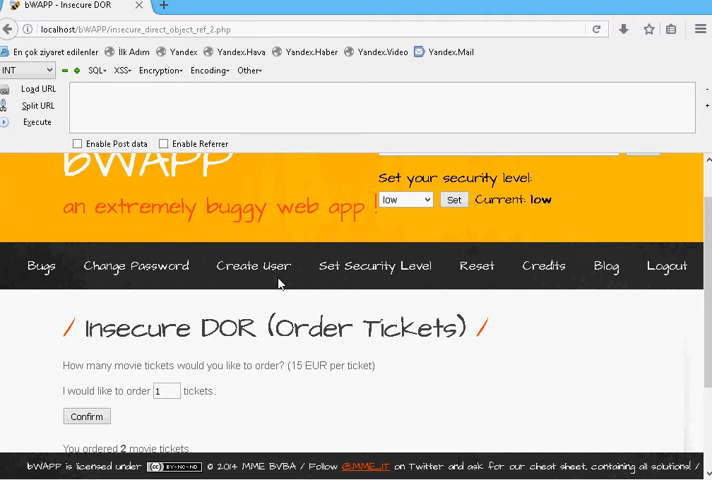 bWAPP - Insecure DOR
localhost/bWAPP/insecure_direct_object_ref_2.php
En çok ziyaret edilenler İlk Adım Yandex Yandex.Hava Yandex.Haber Yandex.Video Yandex.Mail
INT SQL- XSS- Encryption- Encoding- Other-
Load URL
Split URL
Execute
Enable Post data Enable Referrer
bWAPP
an extremely buggy web app !
Set your security level:
low Set Current: low
Bugs Change Password Create User Set Security Level Reset Credits Blog Logout
/ Insecure DOR (Order Tickets) /
How many movie tickets would you like to order? (15 EUR per ticket)
I would like to order 1 tickets.
Confirm
You ordered 2 movie tickets.
bWAPP is licensed under CC BY-NC-ND © 2014 MME BVBA / Follow @MME_IT on Twitter and ask for our cheat sheet, containing all solutions! /